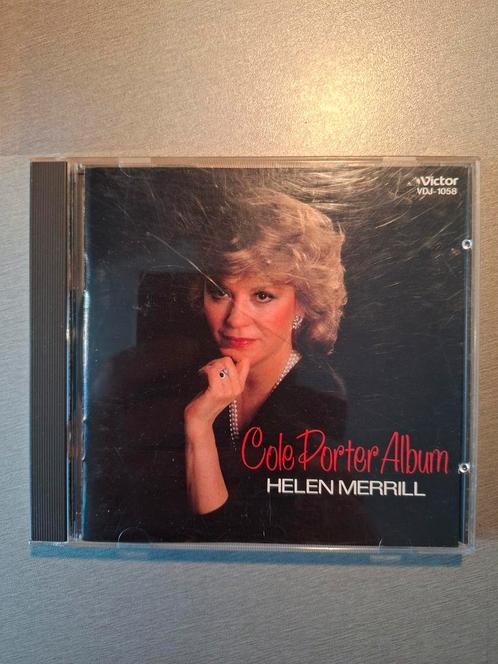 Victor
VDJ-1058
Cole Porter Album
HELEN MERRILL